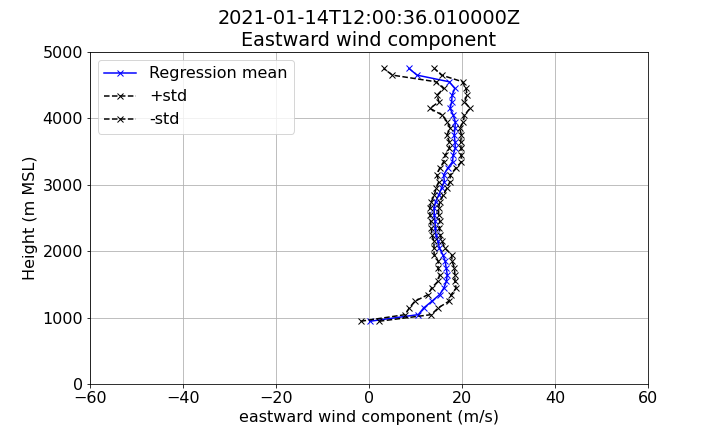 2021-01-14T12:00:36.010000Z
Eastward wind component
Regression mean
+std
-std
Height (m MSL)
5000
4000
3000
2000
1000
0
−60
−40
−20
0
20
40
60
eastward wind component (m/s)